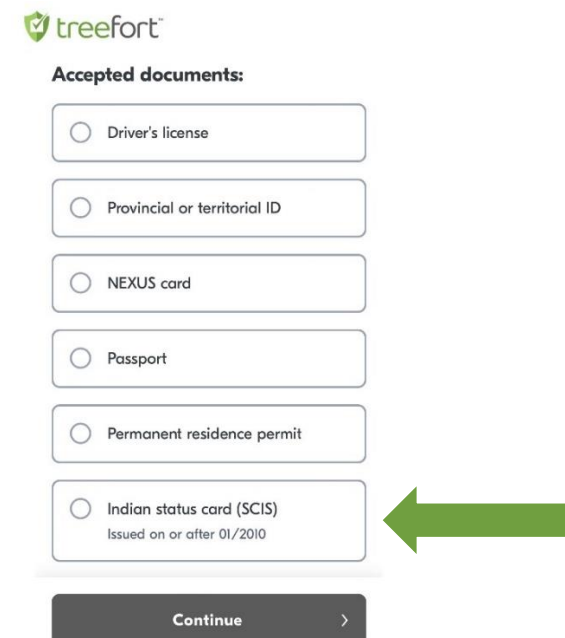 treefort™
Accepted documents:
Driver's license
Provincial or territorial ID
NEXUS card
Passport
Permanent residence permit
Indian status card (SCIS)
Issued on or after 01/2010
Continue